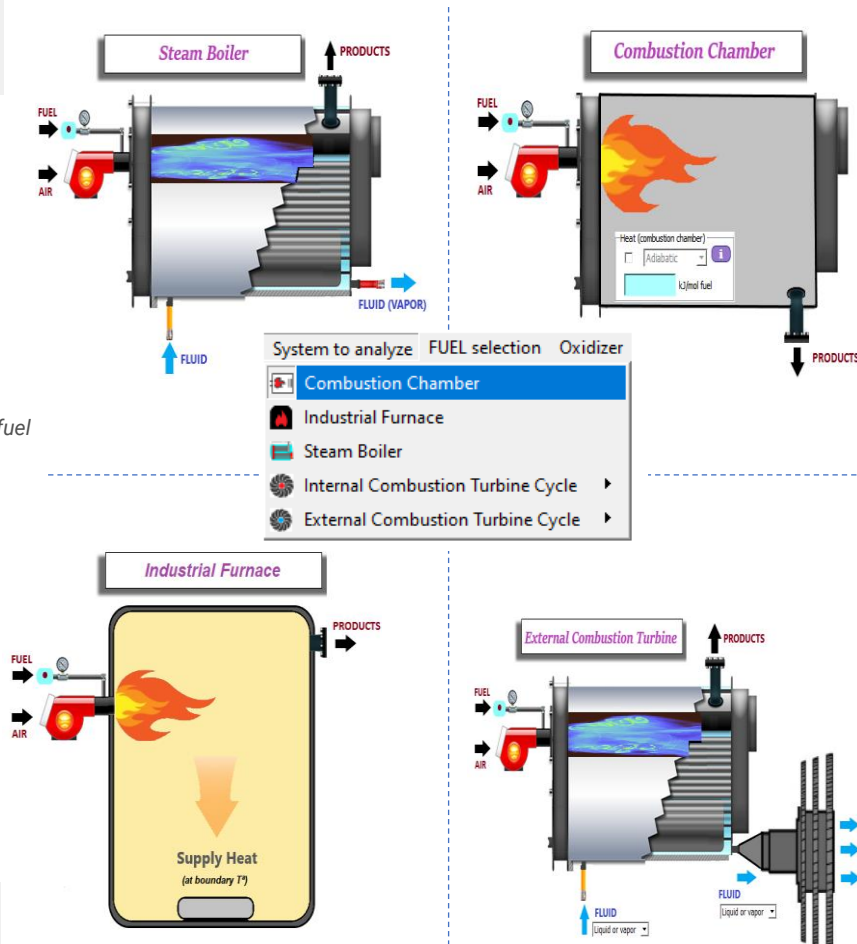 Steam Boiler
PRODUCTS
FUEL
AIR
FLUID (VAPOR)
FLUID
Combustion Chamber
FUEL
AIR
Heat (combustion chamber)
Adiabatic
i
kJ/mol fuel
PRODUCTS
fuel
System to analyze FUEL selection Oxidizer
Combustion Chamber
Industrial Furnace
Steam Boiler
Internal Combustion Turbine Cycle
External Combustion Turbine Cycle
Industrial Furnace
PRODUCTS
FUEL
AIR
Supply Heat
(at boundary Tª)
External Combustion Turbine
PRODUCTS
FUEL
AIR
FLUID
Liquid or vapor
FLUID
Liquid or vapor